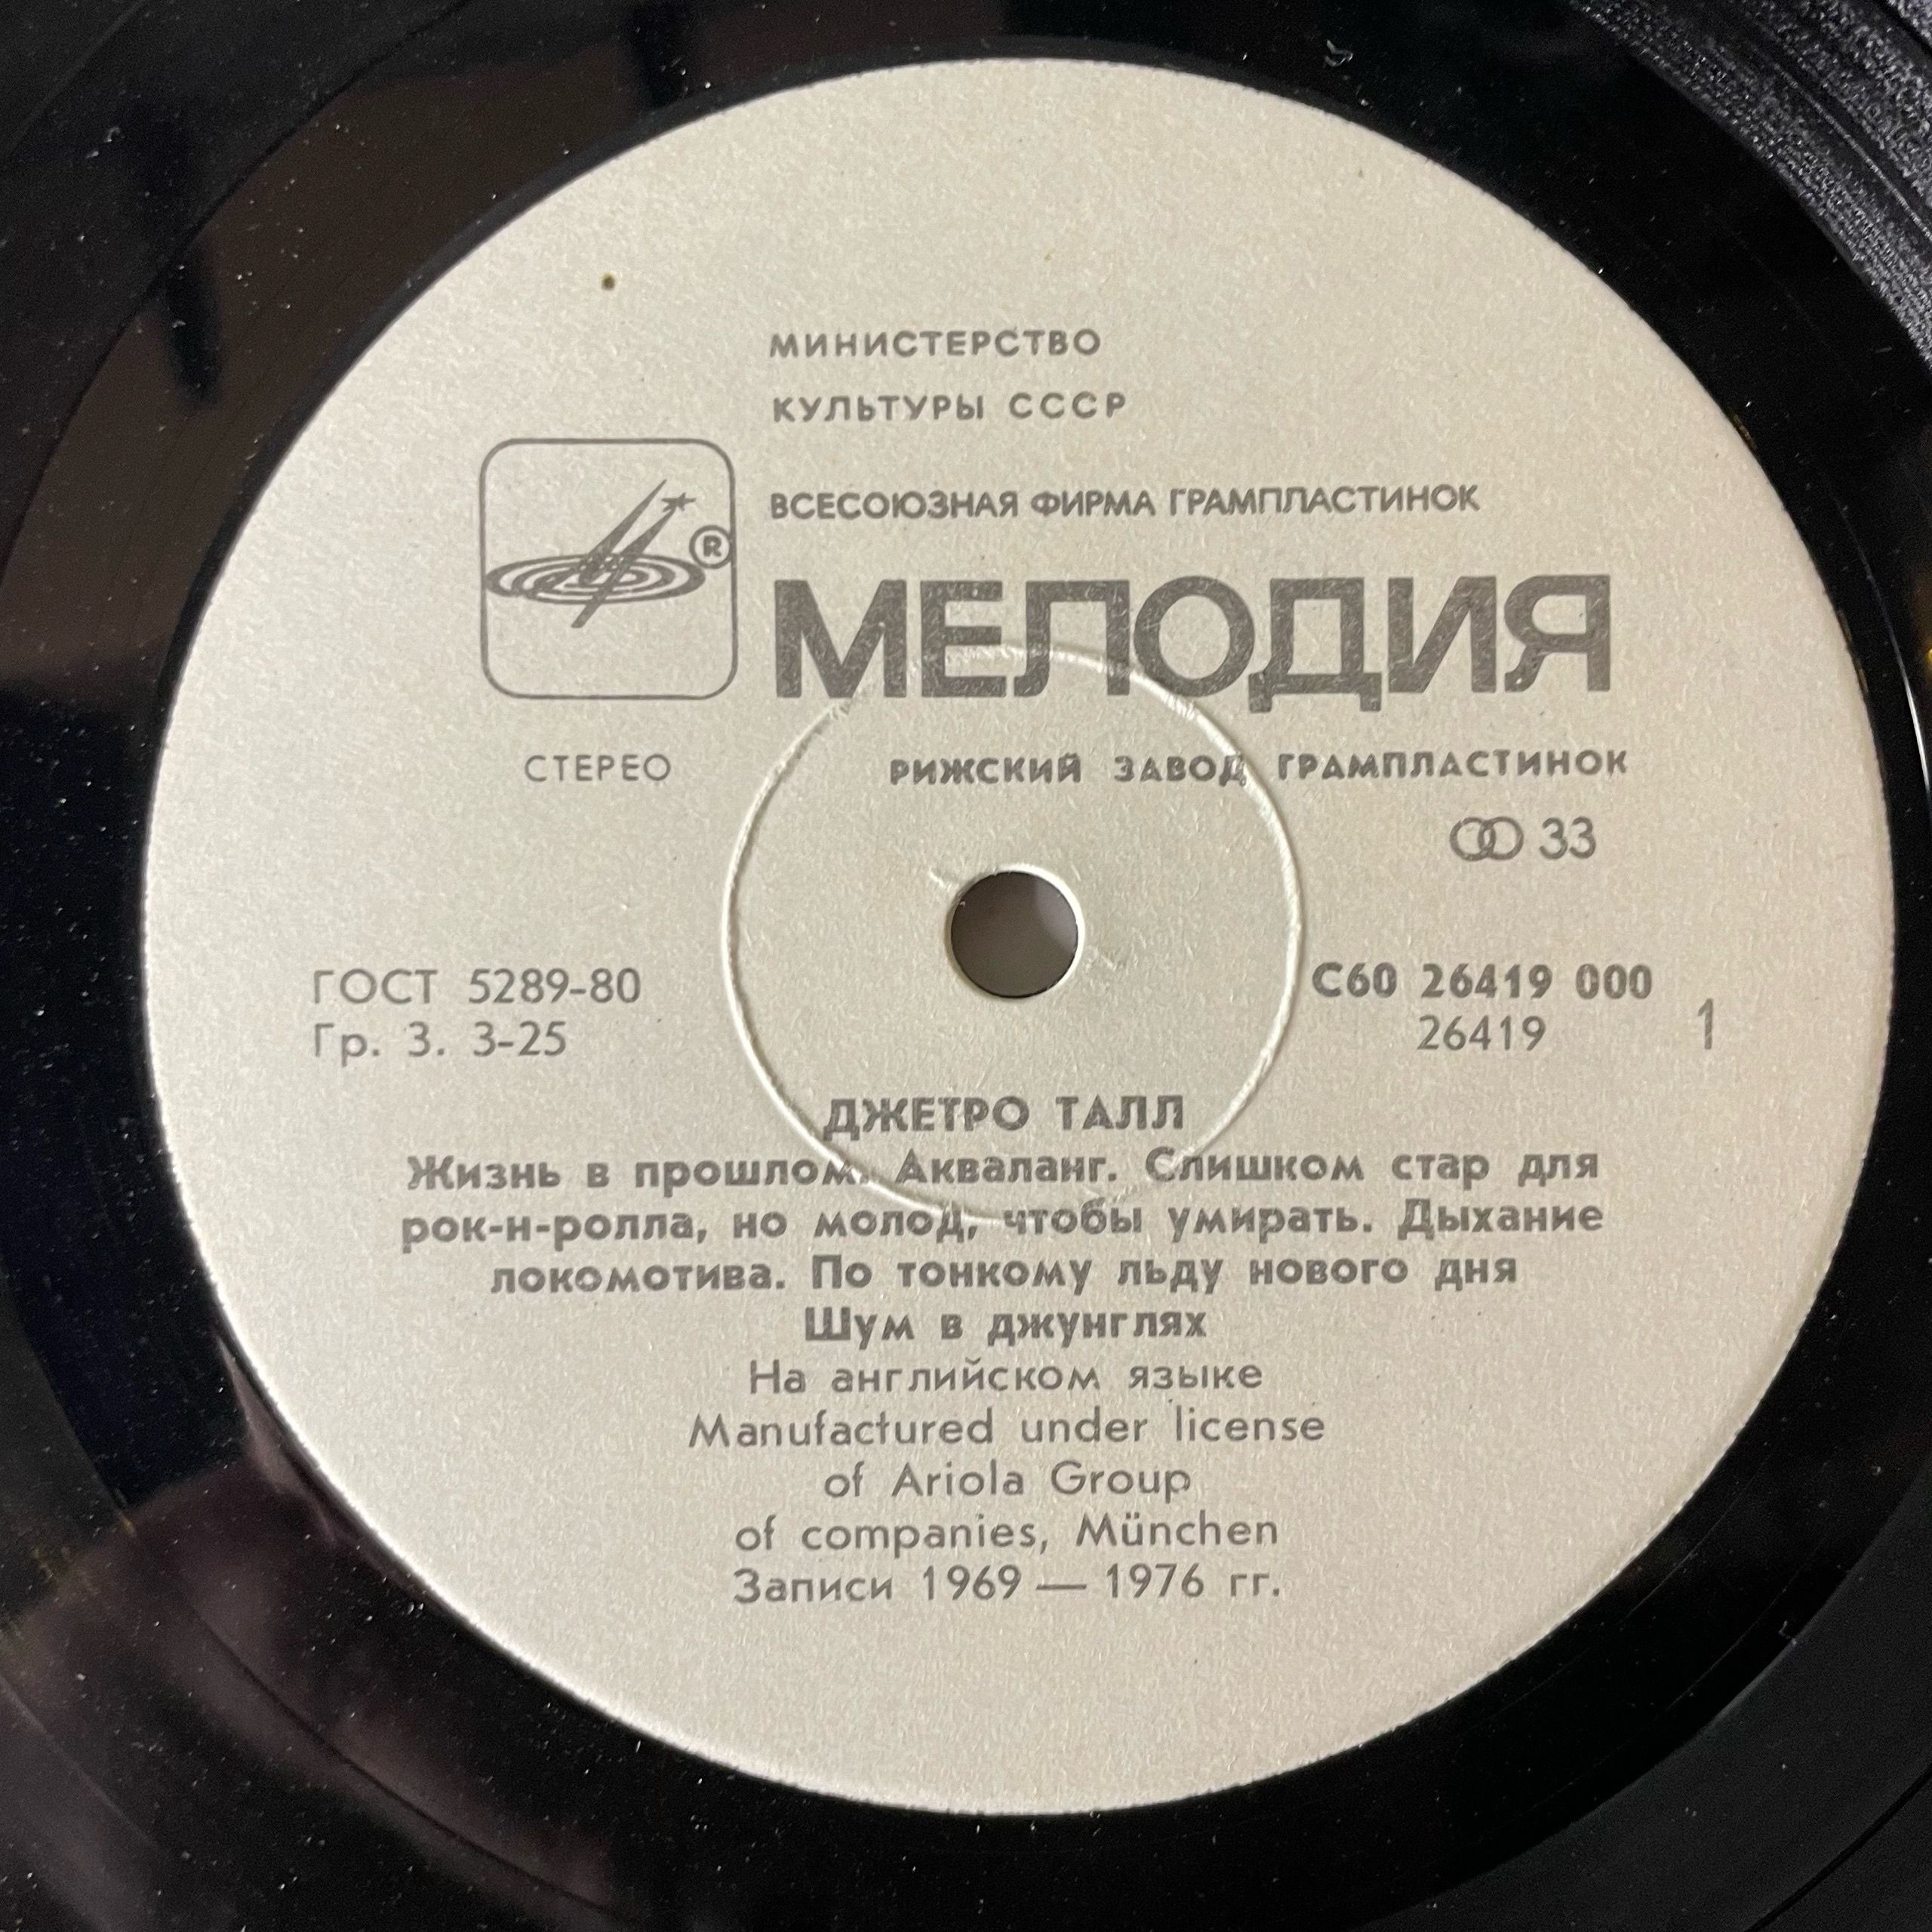 МИНИСТЕРСТВО
КУЛЬТУРЫ СССР
ВСЕСОЮЗНАЯ ФИРМА ГРАМПЛАСТИНОК
®
МЕЛОДИЯ
СТЕРЕО
РИЖСКИЙ ЗАВОД ГРАМПЛАСТИНОК
33
ГОСТ 5289-80
Гр. 3. 3-25
С60 26419 000
26419
1
ДЖЕТРО ТАЛЛ
Жизнь в прошлом. Акваланг. Слишком стар для
рок-н-ролла, но молод, чтобы умирать. Дыхание
локомотива. По тонкому льду нового дня
Шум в джунглях
На английском языке
Manufactured under license
of Ariola Group
of companies, München
Записи 1969 — 1976 гг.